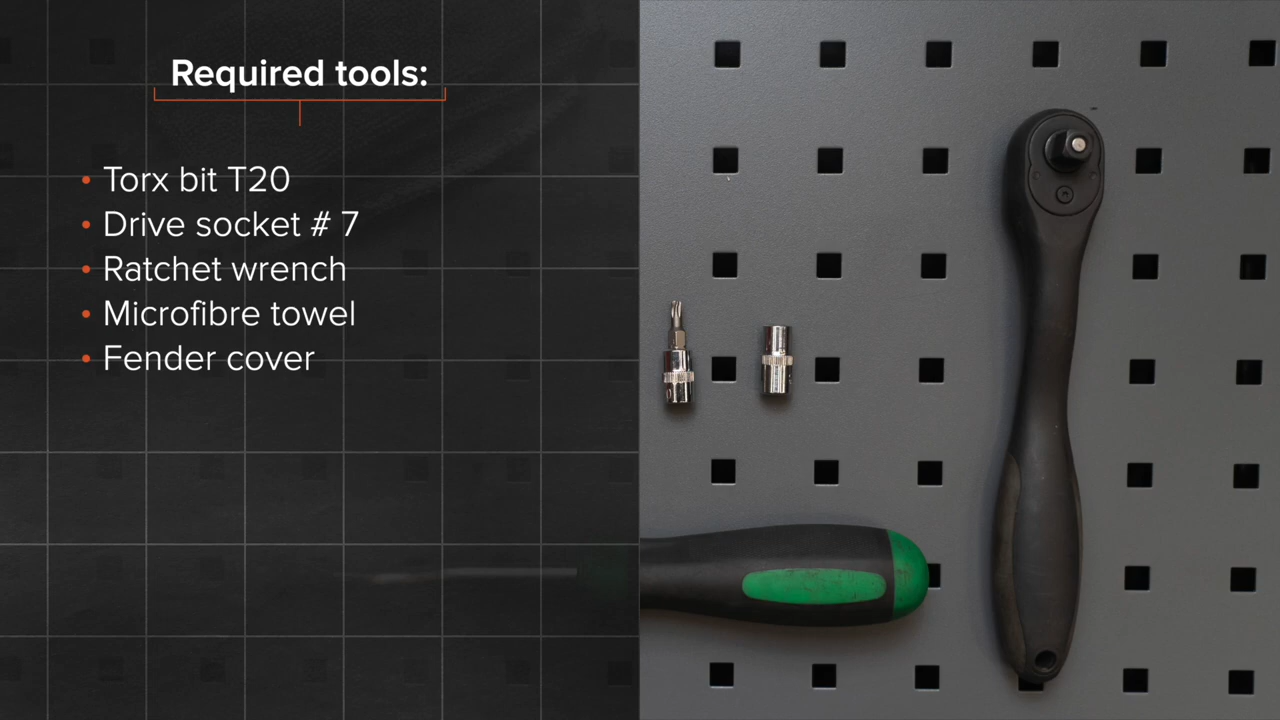 Required tools:
• Torx bit T20
• Drive socket # 7
• Ratchet wrench
• Microfibre towel
• Fender cover